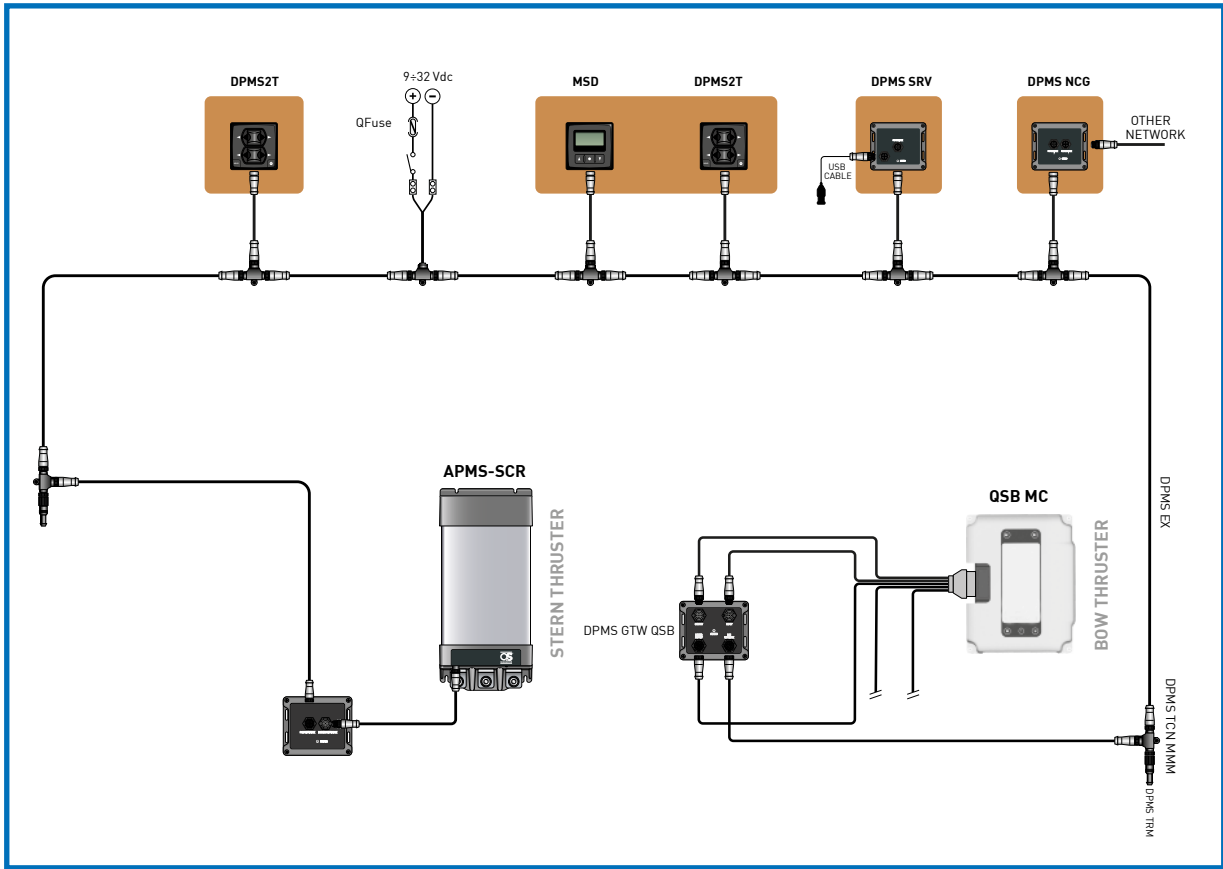 DPMS2T
9÷32 Vdc
QFuse
MSD
DPMS2T
DPMS SRV
DPMS NCG
OTHER
NETWORK
USB
CABLE
APMS-SCR
STERN THRUSTER
DPMS GTW QSB
QSB MC
BOW THRUSTER
DPMS EX
DPMS TCN MMM
DPMS TRM
QS